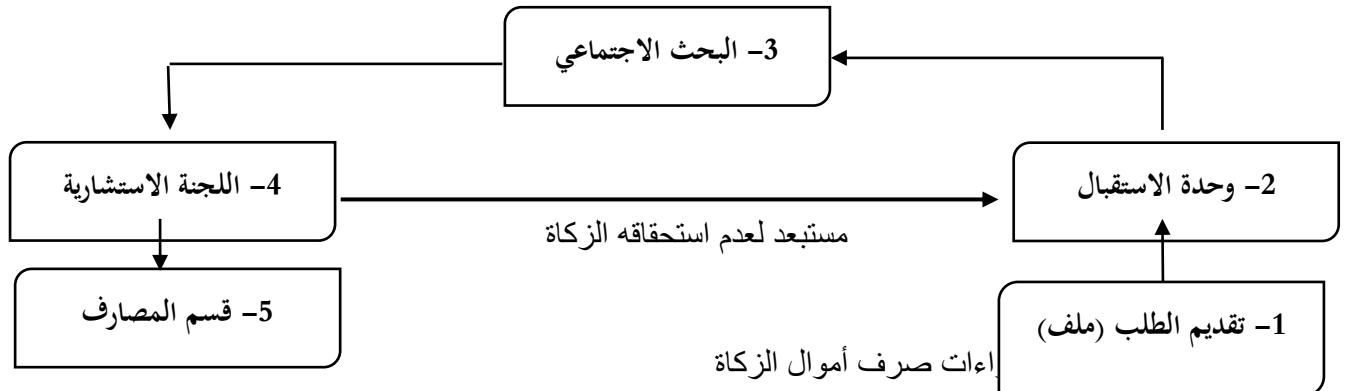 3- البحث الاجتماعي
4- اللجنة الاستشارية
2- وحدة الاستقبال
مستبعد لعدم استحقاقه الزكاة
5- قسم المصارف
1- تقديم الطلب (ملف)
صرف أموال الزكاة